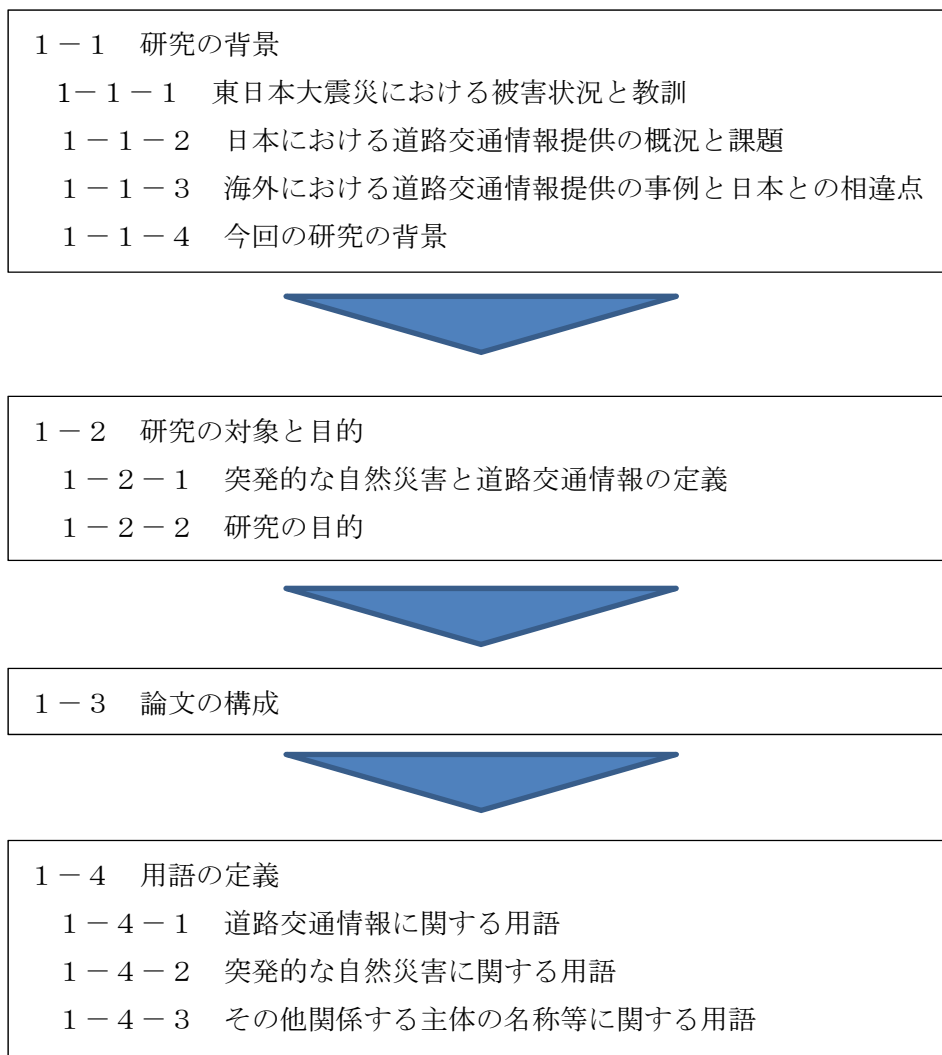 1-1 研究の背景
1-1-1 東日本大震災における被害状況と教訓
1-1-2 日本における道路交通情報提供の概況と課題
1-1-3 海外における道路交通情報提供の事例と日本との相違点
1-1-4 今回の研究の背景
1-2 研究の対象と目的
1-2-1 突発的な自然災害と道路交通情報の定義
1-2-2 研究の目的
1-3 論文の構成
1-4 用語の定義
1-4-1 道路交通情報に関する用語
1-4-2 突発的な自然災害に関する用語
1-4-3 その他関係する主体の名称等に関する用語